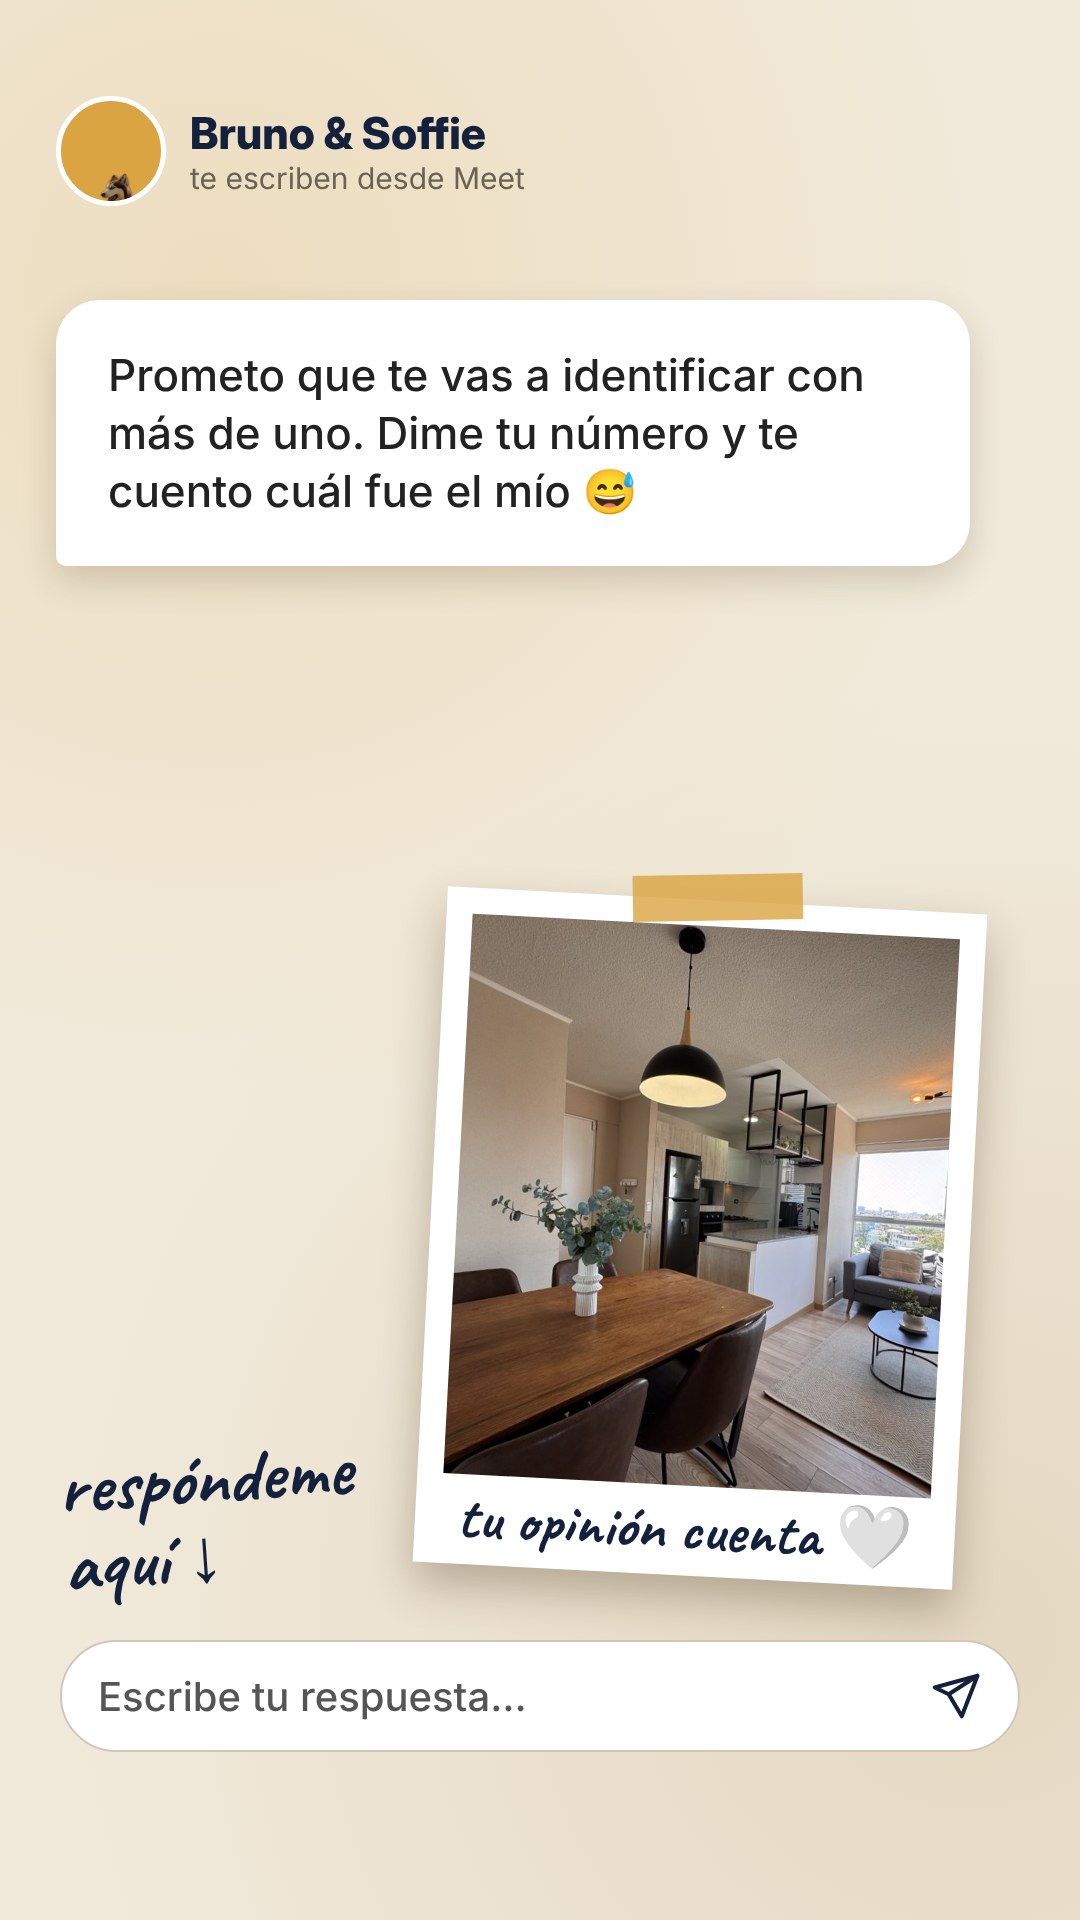 Bruno & Soffie
te escriben desde Meet
Prometo que te vas a identificar con
más de uno. Dime tu número y te
cuento cuál fue el mío 😅
tu opinión cuenta 🤍
respóndeme
aquí ↓
Escribe tu respuesta...